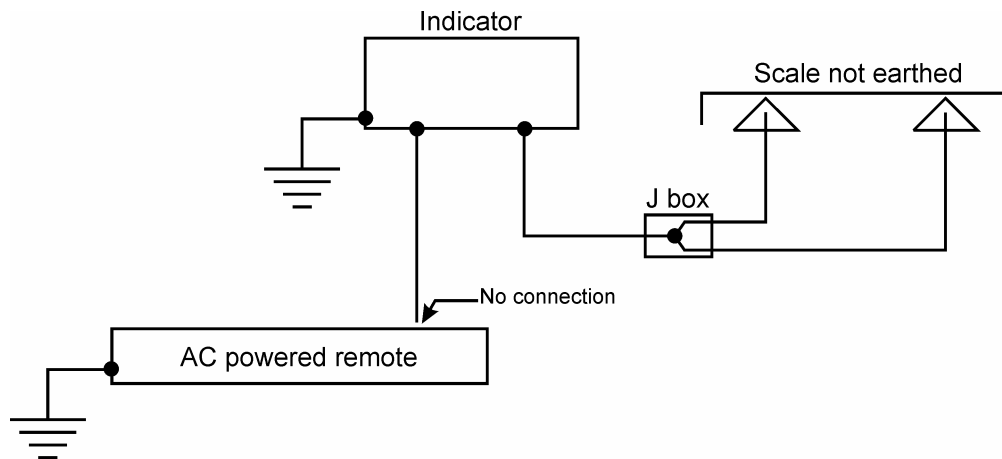 Indicator
Scale not earthed
J box
No connection
AC powered remote